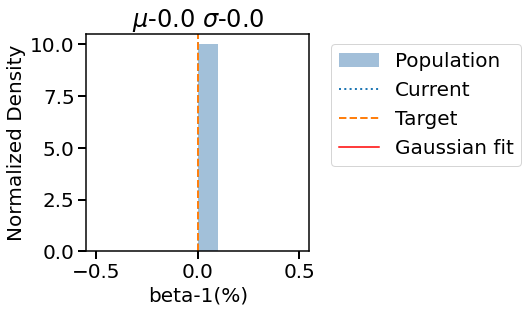 μ-0.0 σ-0.0
Normalized Density
10.0
7.5
5.0
2.5
0.0
−0.5
0.0
0.5
beta-1(%)
Population
Current
Target
Gaussian fit